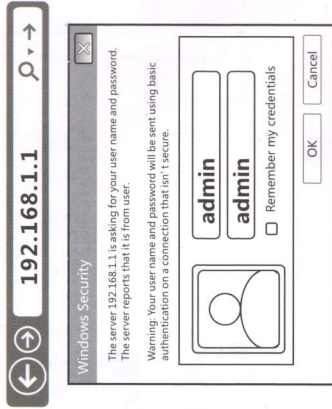 192.168.1.1
Windows Security
The server 192.168.1.1 is asking for your user name and password.
The server reports that it is from user.
Warning: Your user name and password will be sent using basic
authentication on a connection that isn' t secure.
admin
admin
Remember my credentials
OK
Cancel